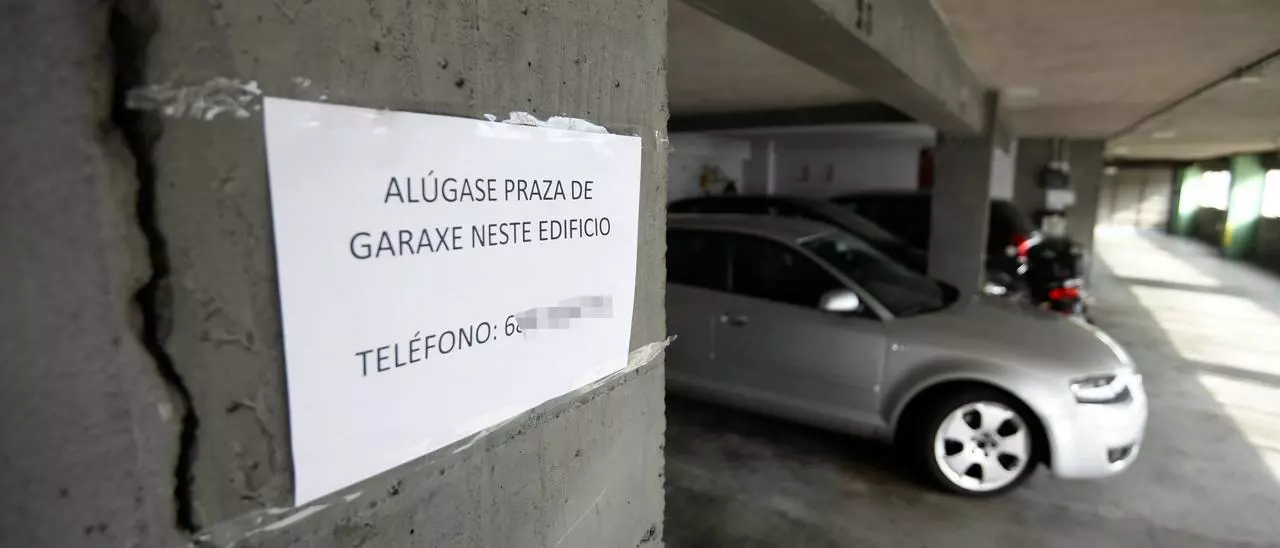 ALÚGASE PRAZA DE
GARAXE NESTE EDIFICIO
TELÉFONO: 6